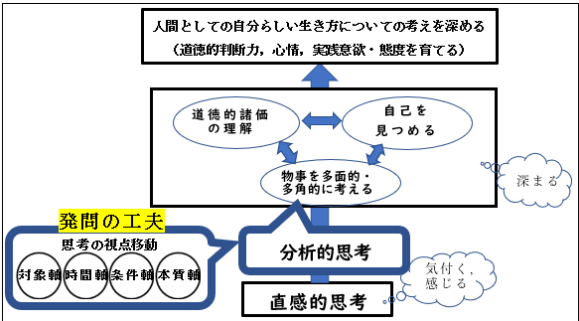 人間としての自分らしい生き方についての考えを深める
（道徳的判断力，心情，実践意欲・態度を育てる）
道徳的諸価
の理解
自己を
見つめる
物事を多面的・
多角的に考える
深まる
発問の工夫
思考の視点移動
対象軸
時間軸
条件軸
本質軸
分析的思考
気付く，
感じる
直感的思考